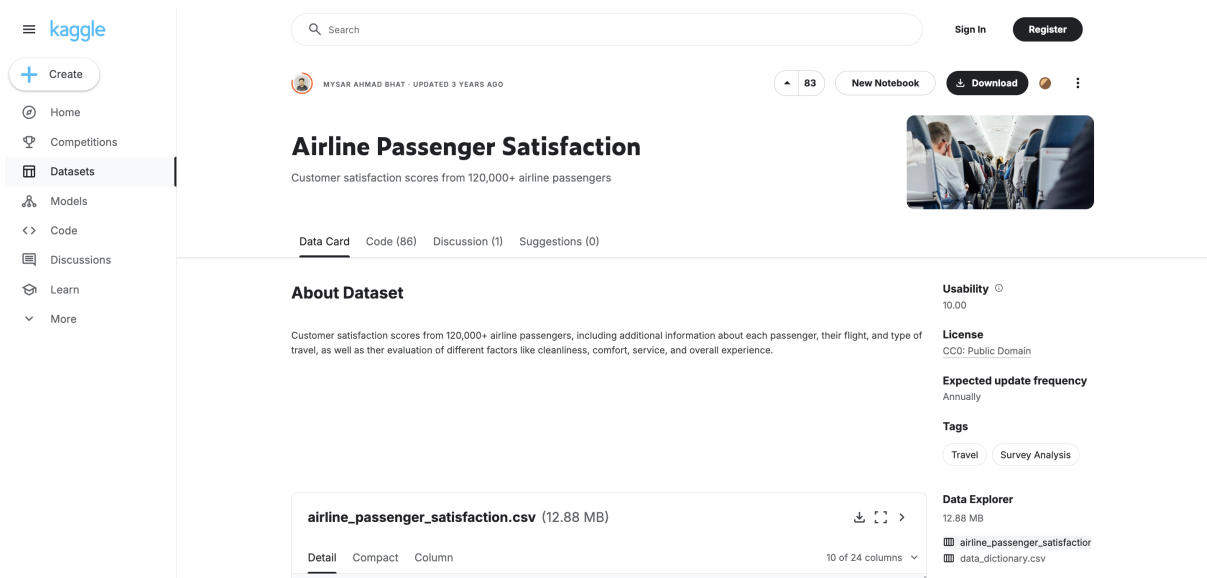 kaggle
Search
Sign In
Register
Create
Home
Competitions
Datasets
Models
Code
Discussions
Learn
More
MYSAR AHMAD BHAT · UPDATED 3 YEARS AGO
83
New Notebook
Download
Airline Passenger Satisfaction
Customer satisfaction scores from 120,000+ airline passengers
Data Card
Code (86)
Discussion (1)
Suggestions (0)
About Dataset
Customer satisfaction scores from 120,000+ airline passengers, including additional information about each passenger, their flight, and type of
travel, as well as ther evaluation of different factors like cleanliness, comfort, service, and overall experience.
Usability
10.00
License
CC0: Public Domain
Expected update frequency
Annually
Tags
Travel
Survey Analysis
airline_passenger_satisfaction.csv (12.88 MB)
Detail
Compact
Column
10 of 24 columns
Data Explorer
12.88 MB
airline_passenger_satisfaction
data_dictionary.csv